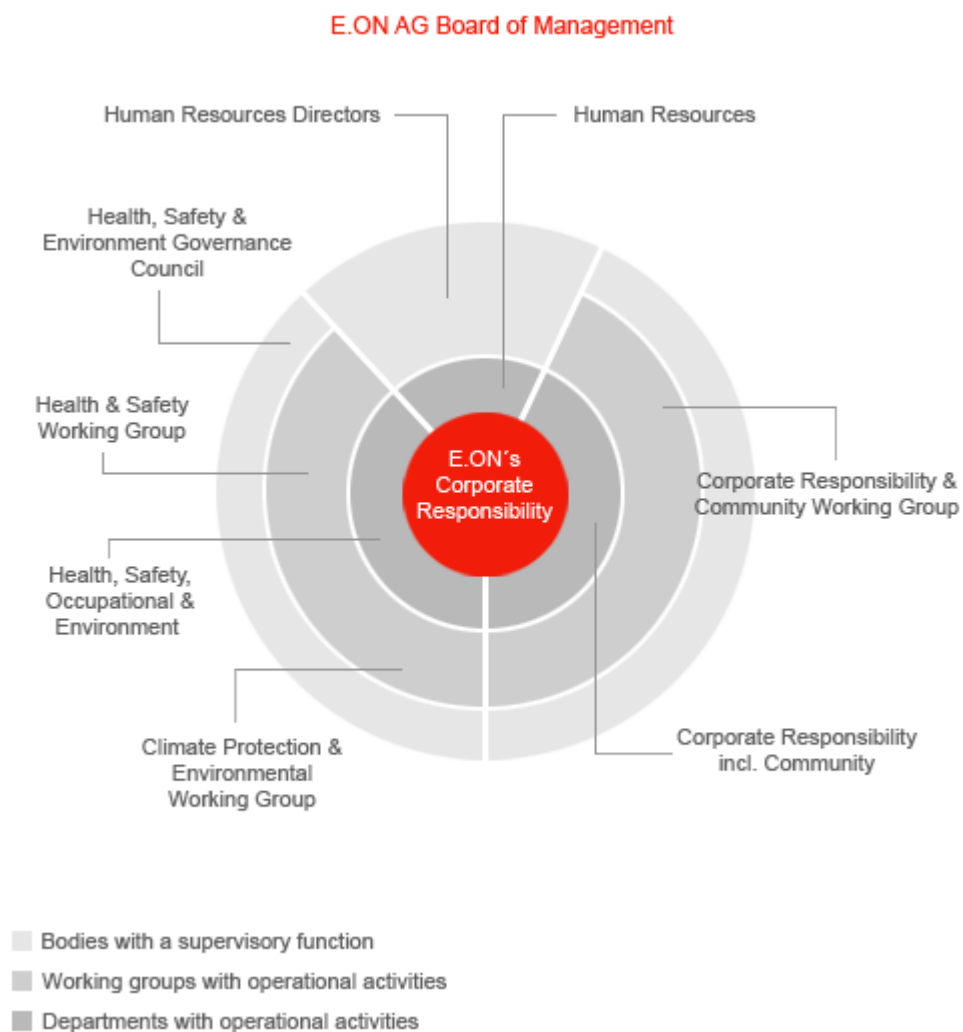 E.ON AG Board of Management
Human Resources Directors
Human Resources
Health, Safety &
Environment Governance
Council
Health & Safety
Working Group
E.ON´s
Corporate
Responsibility
Corporate Responsibility &
Community Working Group
Health, Safety,
Occupational &
Environment
Climate Protection &
Environmental
Working Group
Corporate Responsibility
incl. Community
Bodies with a supervisory function
Working groups with operational activities
Departments with operational activities